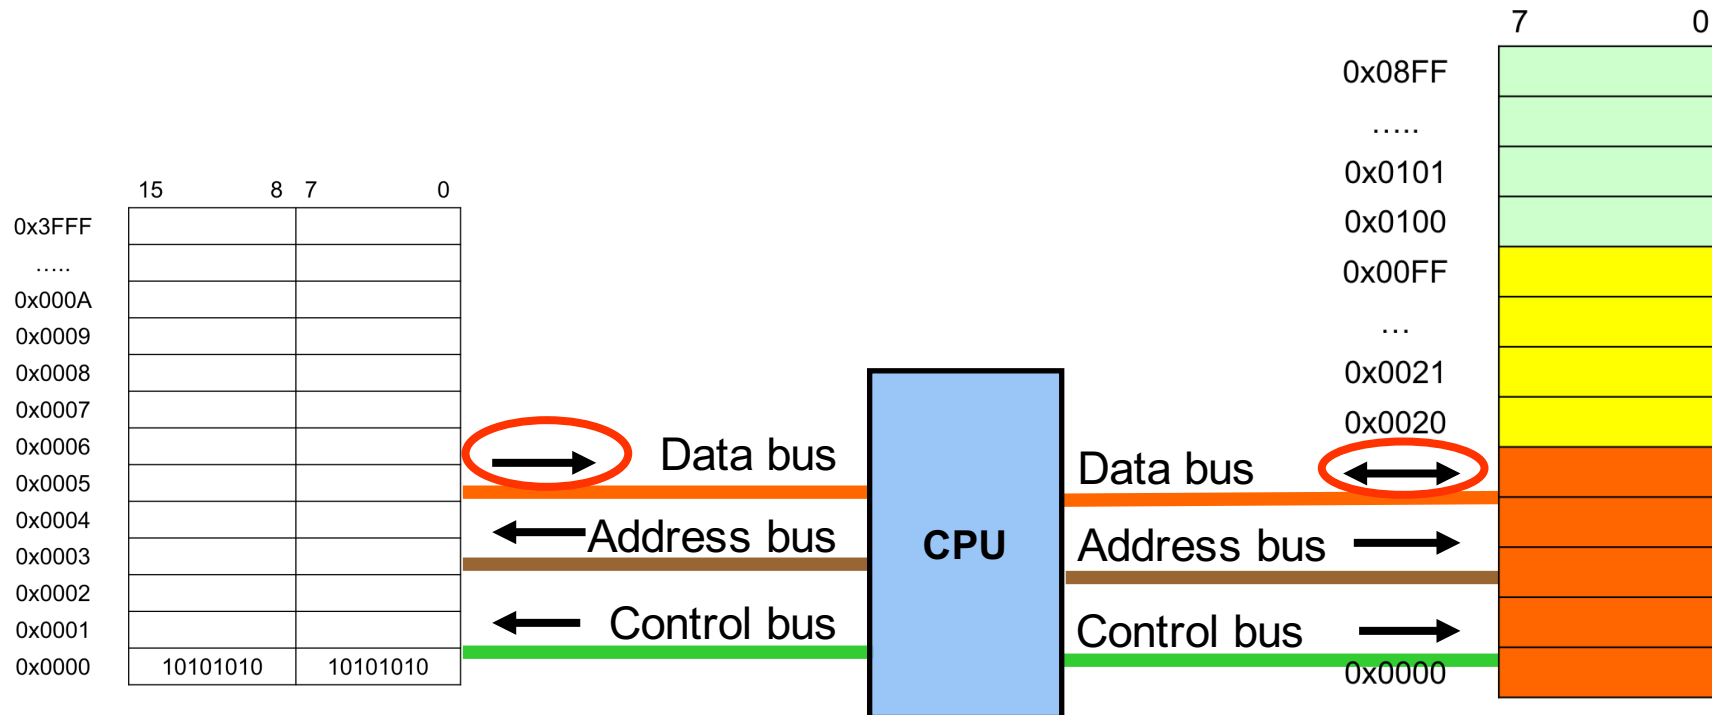 7 0
0x08FF
…..
0x0101
0x0100
0x00FF
…
0x0021
0x0020
0x0000
15 8 7 0
0x3FFF
…..
0x000A
0x0009
0x0008
0x0007
0x0006
0x0005
0x0004
0x0003
0x0002
0x0001
0x0000 10101010 10101010
Data bus
Address bus
Control bus
CPU
Data bus
Address bus
Control bus